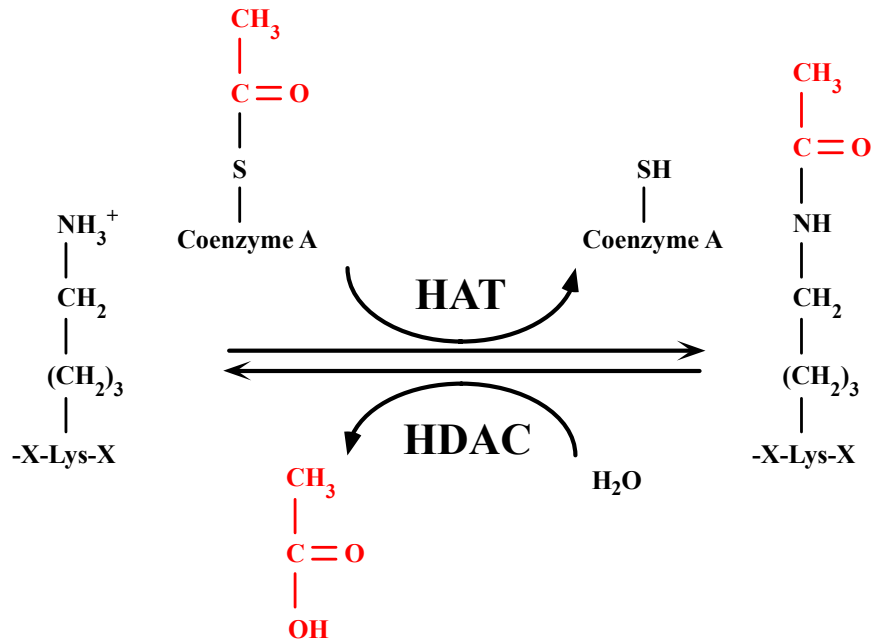 CH₃
C=O
S
Coenzyme A
NH₃⁺
CH₂
(CH₂)₃
-X-Lys-X
HAT
SH
Coenzyme A
CH₃
C=O
NH
CH₂
(CH₂)₃
-X-Lys-X
HDAC
H₂O
CH₃
C=O
OH